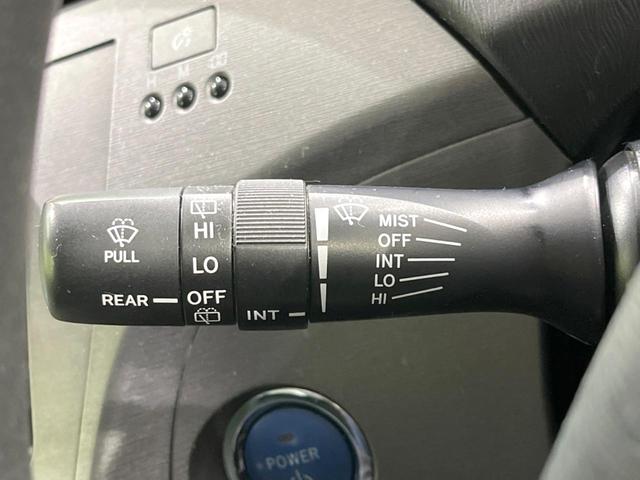 H M
PULL
REAR
HI
LO
OFF
INT
MIST
OFF
INT
LO
HI
POWER